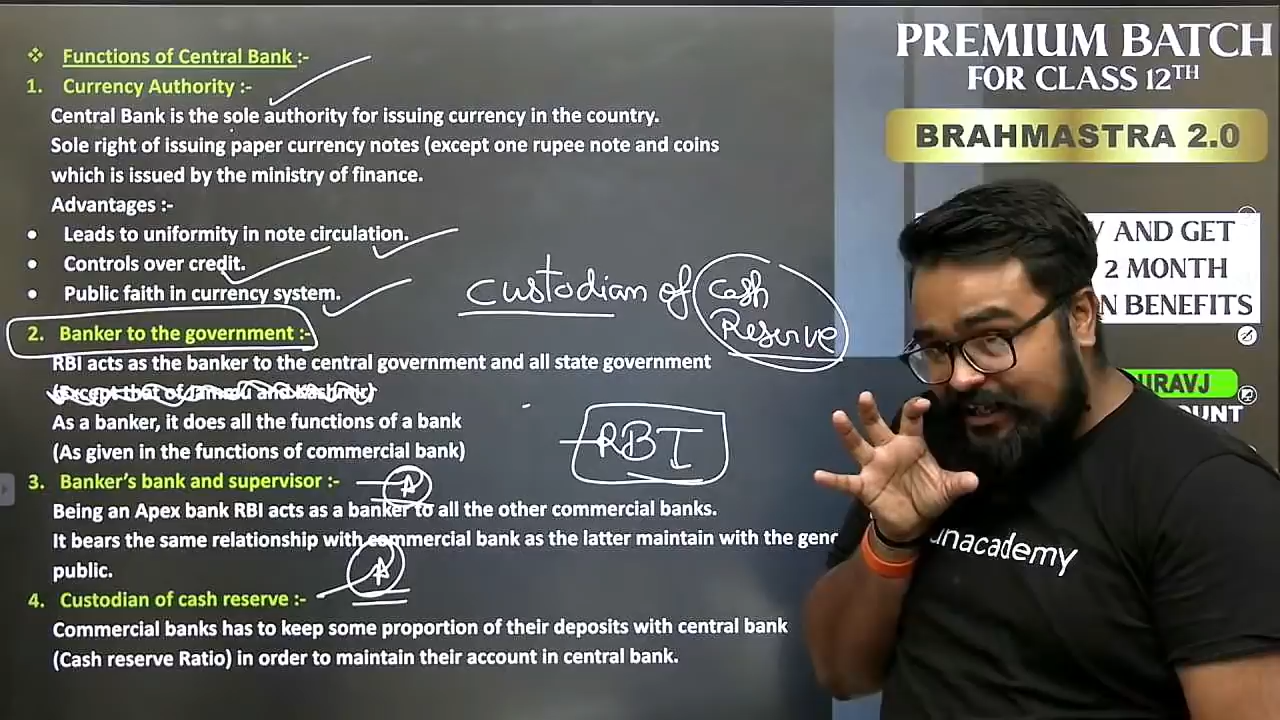 ❖ Functions of Central Bank :-
1. Currency Authority :-
Central Bank is the sole authority for issuing currency in the country.
Sole right of issuing paper currency notes (except one rupee note and coins
which is issued by the ministry of finance.
Advantages :-
• Leads to uniformity in note circulation.
• Controls over credit.
• Public faith in currency system.
2. Banker to the government :-
RBI acts as the banker to the central government and all state government
(Except that of Jammu and Kashmir)
As a banker, it does all the functions of a bank
(As given in the functions of commercial bank)
3. Banker's bank and supervisor :-
A
Being an Apex bank RBI acts as a banker to all the other commercial banks.
It bears the same relationship with commercial bank as the latter maintain with the gen
public.
A
4. Custodian of cash reserve :-
Commercial banks has to keep some proportion of their deposits with central bank
(Cash reserve Ratio) in order to maintain their account in central bank.
custodian of cash
Reserve
RBI
PREMIUM BATCH
FOR CLASS 12TH
BRAHMASTRA 2.0
AND GET
2 MONTH
N BENEFITS
URAVJ
OUNT
unacademy